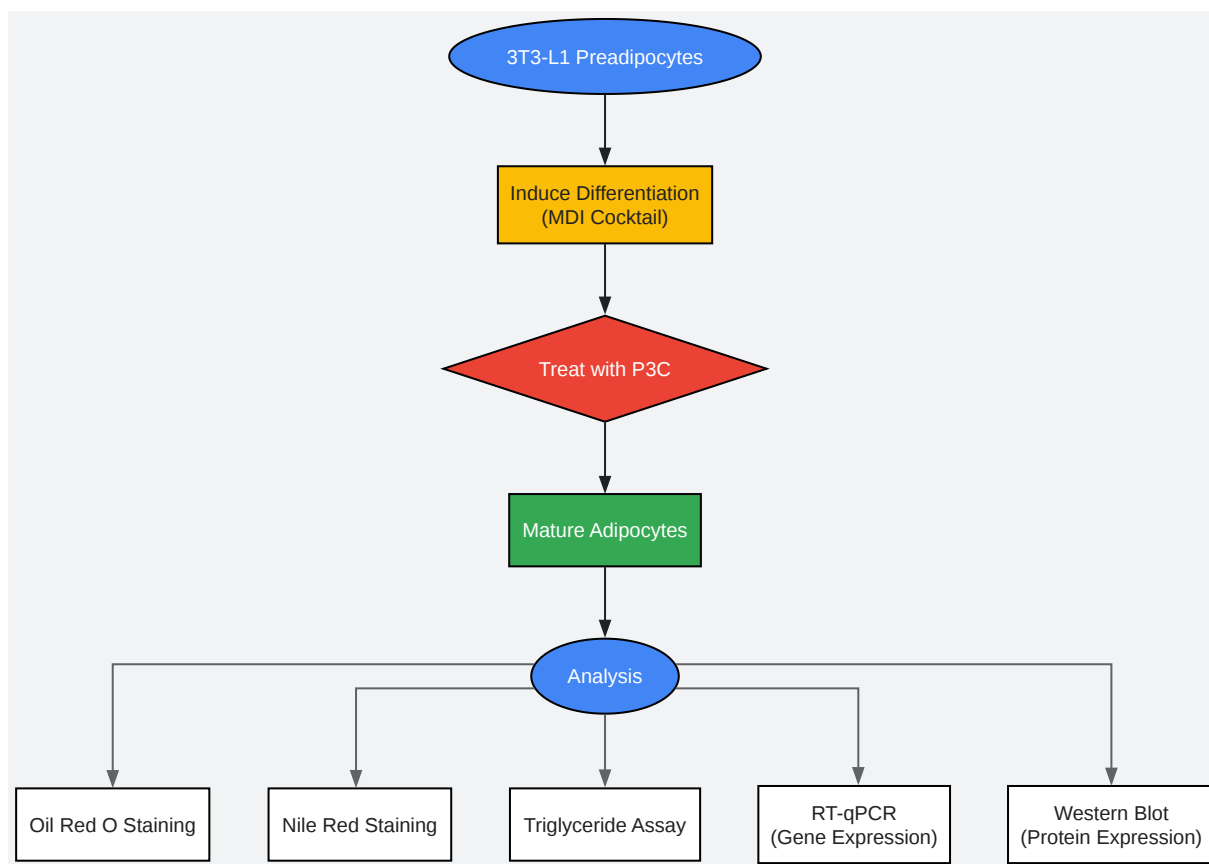 3T3-L1 Preadipocytes
Induce Differentiation
(MDI Cocktail)
Treat with P3C
Mature Adipocytes
Analysis
Oil Red O Staining
Nile Red Staining
Triglyceride Assay
RT-qPCR
(Gene Expression)
Western Blot
(Protein Expression)